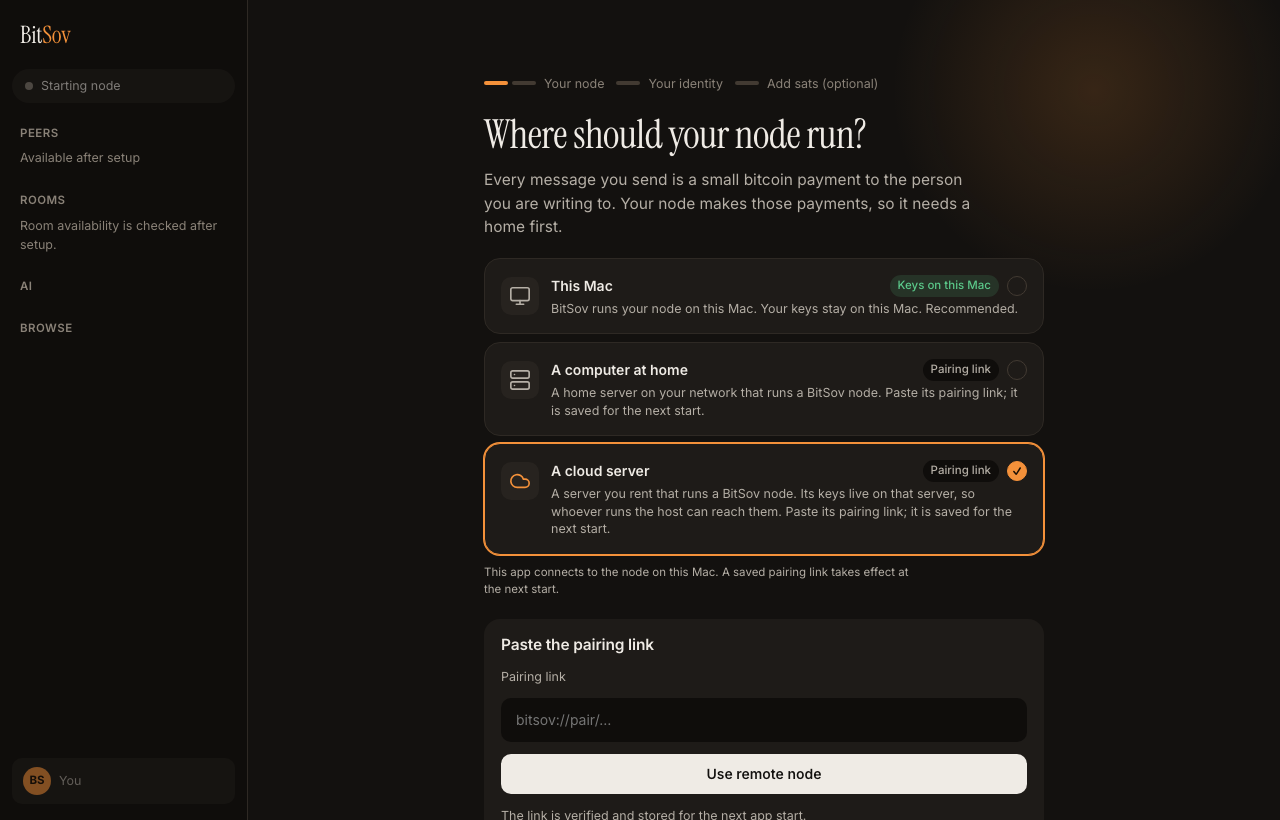 BitSov
Starting node
PEERS
Available after setup
ROOMS
Room availability is checked after
setup.
AI
BROWSE
BS
You
Your node
Your identity
Add sats (optional)
Where should your node run?
Every message you send is a small bitcoin payment to the person
you are writing to. Your node makes those payments, so it needs a
home first.
This Mac
Keys on this Mac
BitSov runs your node on this Mac. Your keys stay on this Mac. Recommended.
A computer at home
Pairing link
A home server on your network that runs a BitSov node. Paste its pairing link; it
is saved for the next start.
A cloud server
Pairing link
A server you rent that runs a BitSov node. Its keys live on that server, so
whoever runs the host can reach them. Paste its pairing link; it is saved for the
next start.
This app connects to the node on this Mac. A saved pairing link takes effect at
the next start.
Paste the pairing link
Pairing link
bitsov://pair/...
Use remote node
The link is verified and stored for the next app start.